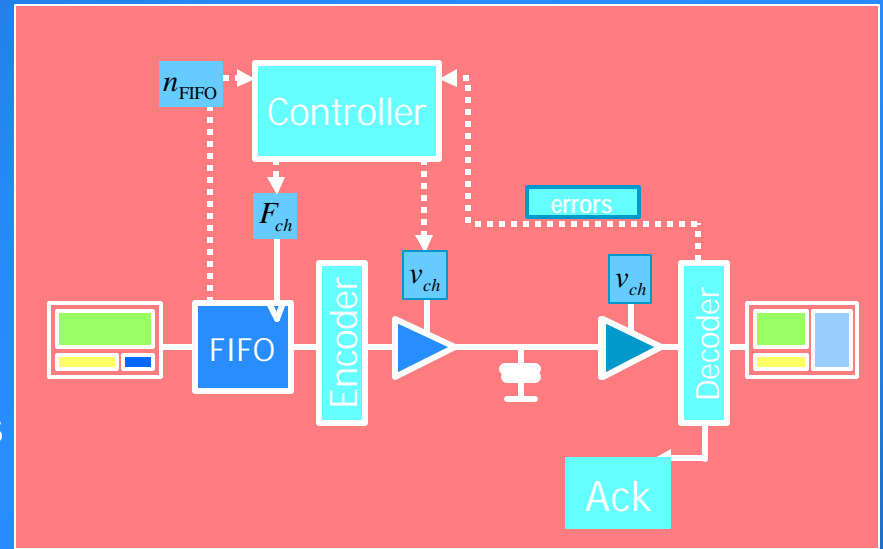 n_FIFO
Controller
errors
F_ch
v_ch
v_ch
FIFO
Encoder
Decoder
s
Ack